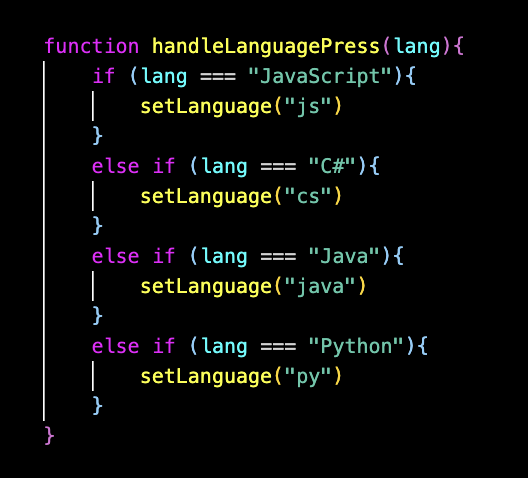 function handleLanguagePress(lang){
    if (lang === "JavaScript"){
        setLanguage("js")
    }
    else if (lang === "C#"){
        setLanguage("cs")
    }
    else if (lang === "Java"){
        setLanguage("java")
    }
    else if (lang === "Python"){
        setLanguage("py")
    }
}